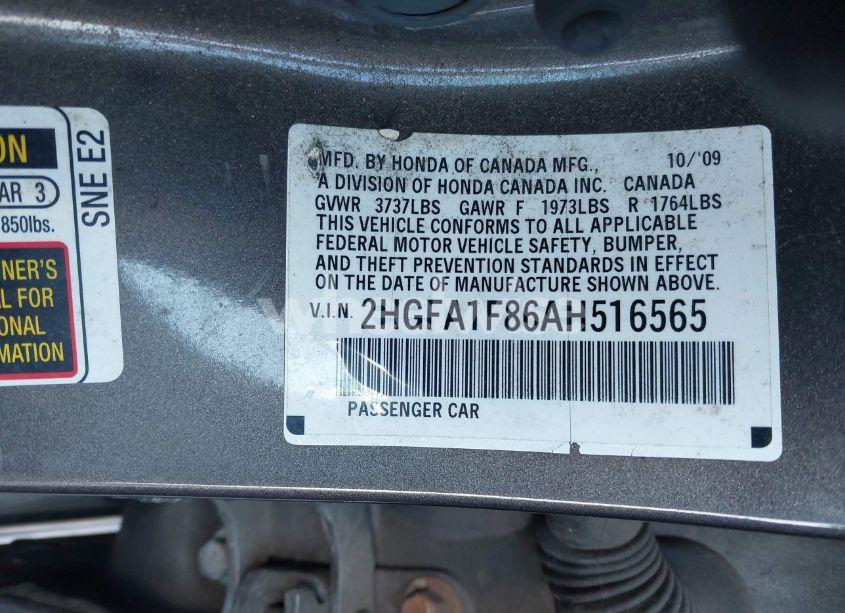 ON
AR 3
850lbs.
NER'S
L FOR
ONAL
MATION
SNE E2
MFD. BY HONDA OF CANADA MFG., 10/'09
A DIVISION OF HONDA CANADA INC. CANADA
GVWR 3737LBS GAWR F 1973LBS R 1764LBS
THIS VEHICLE CONFORMS TO ALL APPLICABLE
FEDERAL MOTOR VEHICLE SAFETY, BUMPER,
AND THEFT PREVENTION STANDARDS IN EFFECT
ON THE DATE OF MANUFACTURE SHOWN ABOVE.
V.I.N. 2HGFA1F86AH516565
PASSENGER CAR